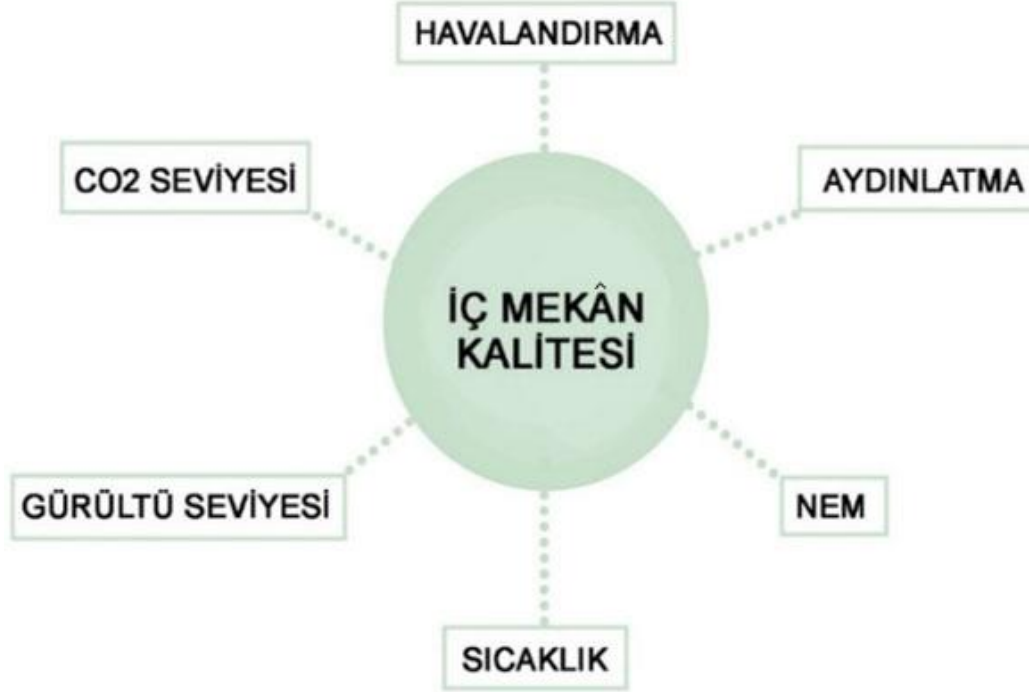 HAVALANDIRMA
CO2 SEVİYESİ
AYDINLATMA
İÇ MEKÂN
KALİTESİ
GÜRÜLTÜ SEVİYESİ
NEM
SICAKLIK